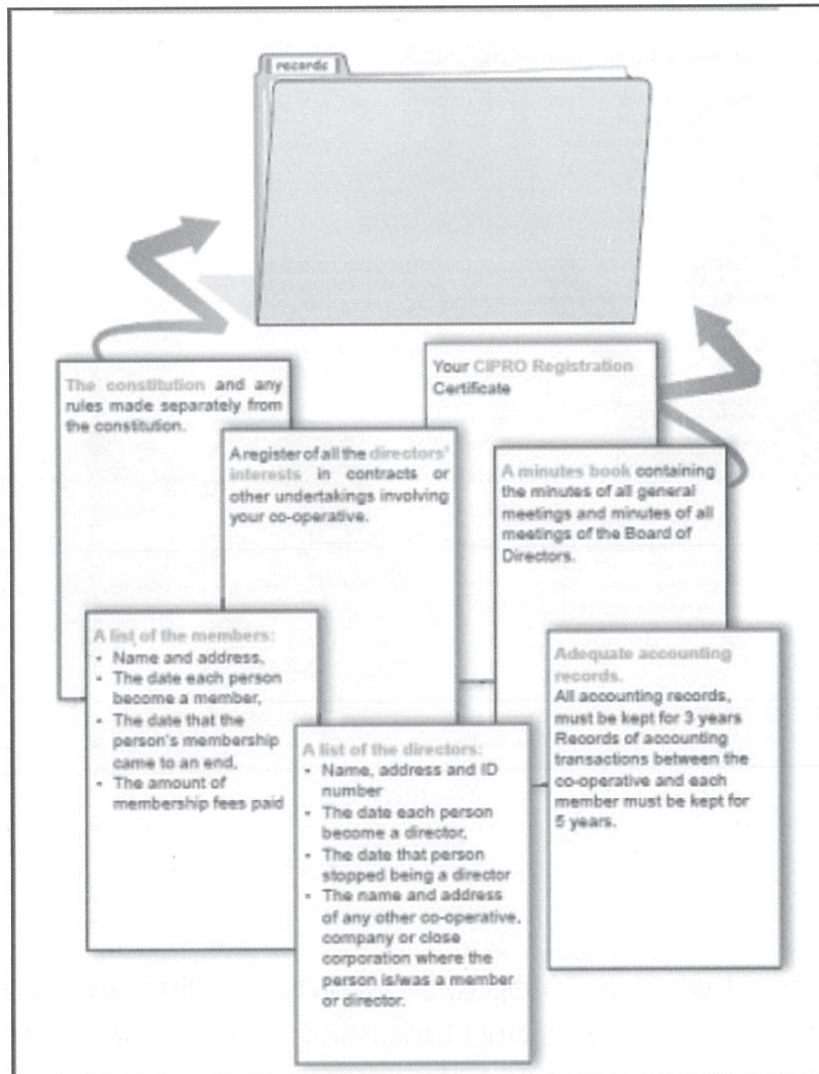 records
The constitution and any
rules made separately from
the constitution.
Your CIPRO Registration
Certificate
A register of all the directors'
interests in contracts or
other undertakings involving
your co-operative.
A minutes book containing
the minutes of all general
meetings and minutes of all
meetings of the Board of
Directors.
A list of the members:
• Name and address,
• The date each person
become a member,
• The date that the
person's membership
came to an end,
• The amount of
membership fees paid
A list of the directors:
• Name, address and ID
number
• The date each person
become a director,
• The date that person
stopped being a director
• The name and address
of any other co-operative,
company or close
corporation where the
person is/was a member
or director.
Adequate accounting
records.
All accounting records,
must be kept for 3 years
Records of accounting
transactions between the
co-operative and each
member must be kept for
5 years.